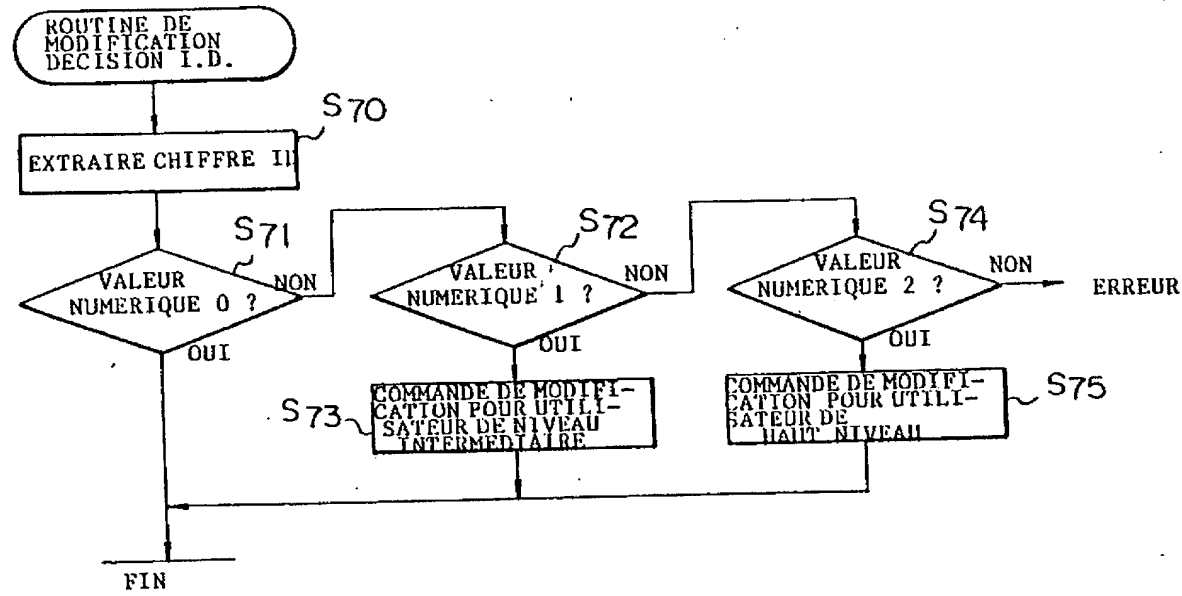 ROUTINE DE
MODIFICATION
DECISION I.D.
S70
EXTRAIRE CHIFFRE II
S71
VALEUR
NUMERIQUE 0 ?
NON
OUI
S72
VALEUR
NUMERIQUE 1 ?
NON
OUI
S73
COMMANDE DE MODIFI-
CATION POUR UTILI-
SATEUR DE NIVEAU
INTERMEDIAIRE
S74
VALEUR
NUMERIQUE 2 ?
NON
ERREUR
OUI
COMMANDE DE MODIFI-
CATION POUR UTILI-
SATEUR DE
HAUT NIVEAU
S75
FIN